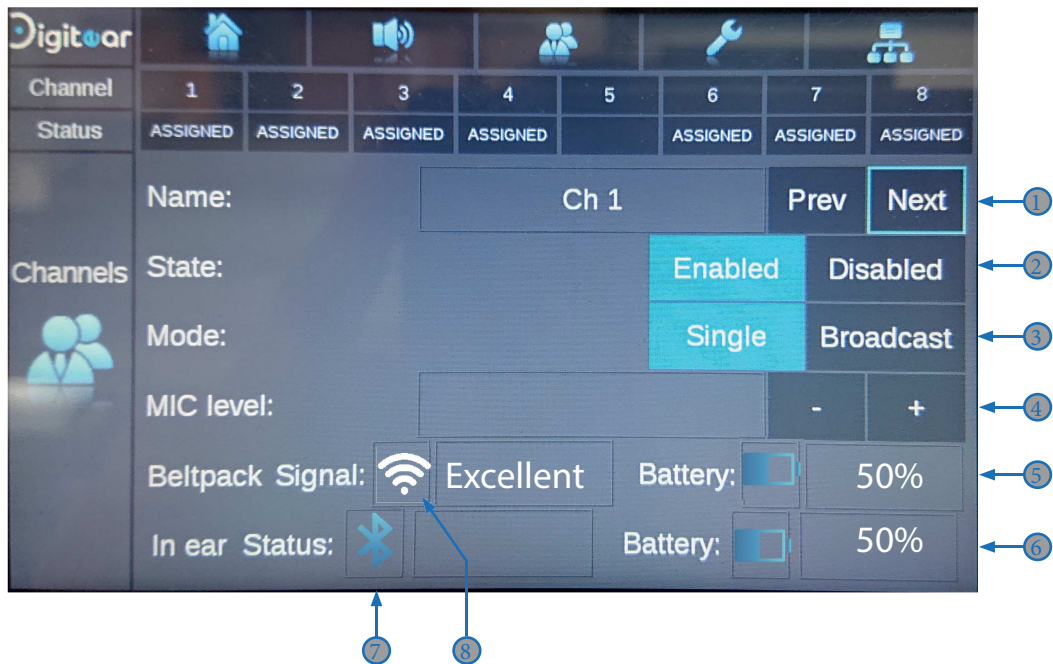 Digitear
Channel 1 2 3 4 5 6 7 8
Status ASSIGNED ASSIGNED ASSIGNED ASSIGNED ASSIGNED ASSIGNED ASSIGNED
Name: Ch 1 Prev Next 1
Channels State: Enabled Disabled 2
Mode: Single Broadcast 3
MIC level: - + 4
Beltpack Signal: Excellent Battery: 50% 5
In ear Status: Battery: 50% 6
7 8